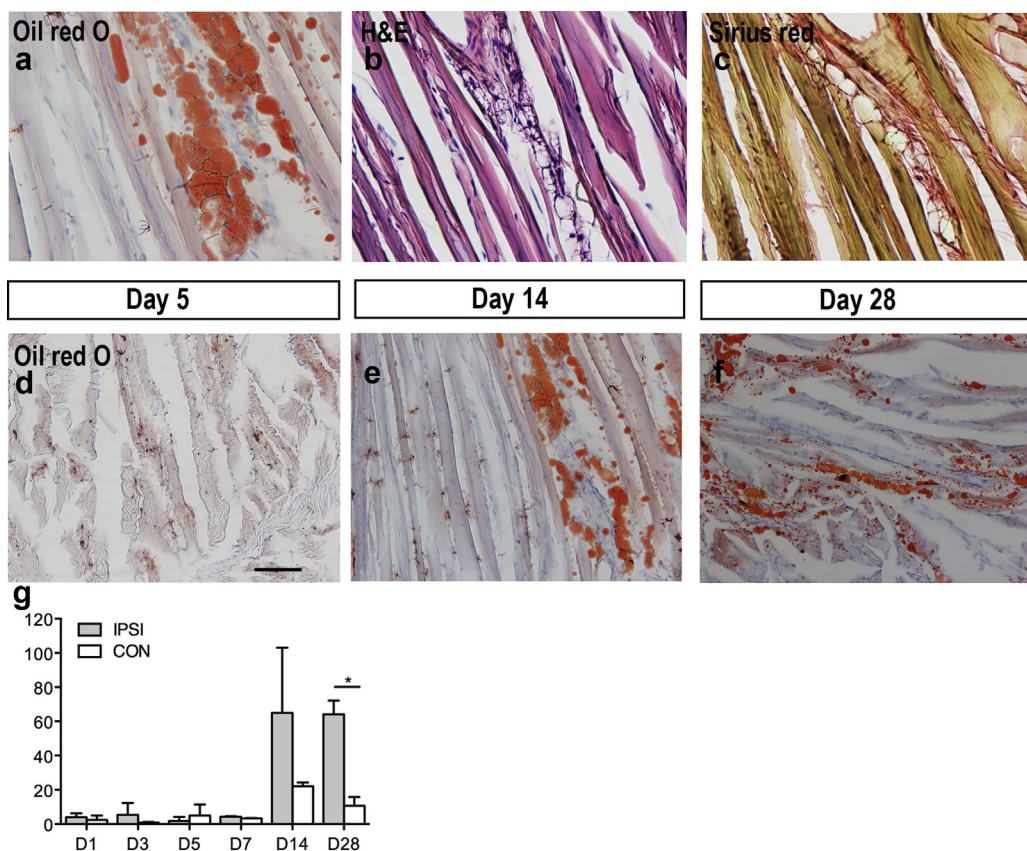 Oil red O
a
H&E
b
Sirius red
c
Day 5
Day 14
Day 28
Oil red O
d
e
f
g
120
100
80
60
40
20
0
IPSI
CON
*
D1 D3 D5 D7 D14 D28